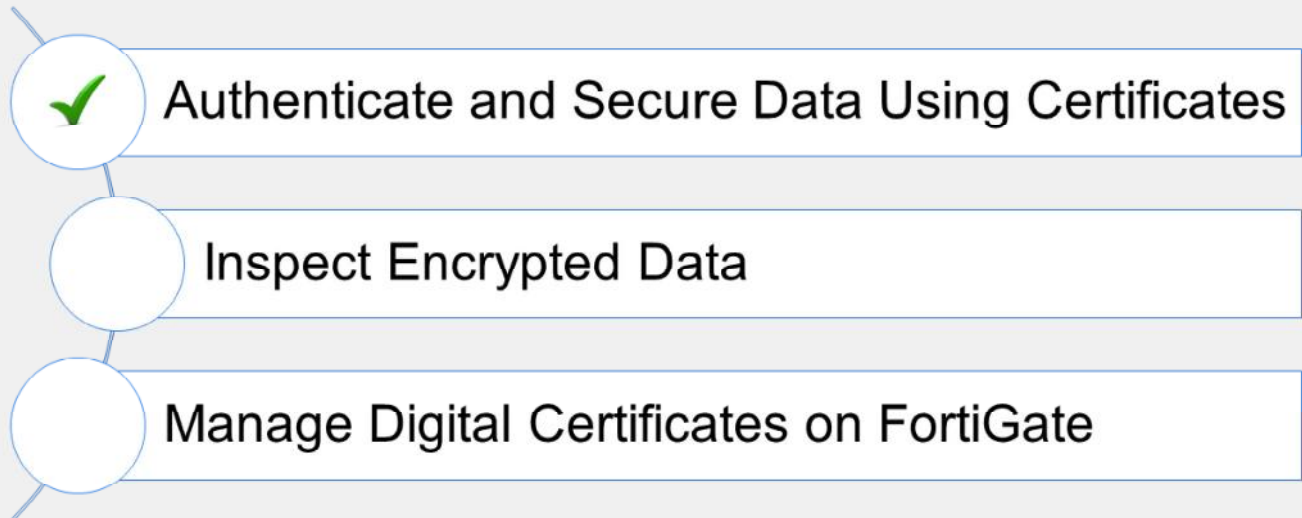 Authenticate and Secure Data Using Certificates
Inspect Encrypted Data
Manage Digital Certificates on FortiGate